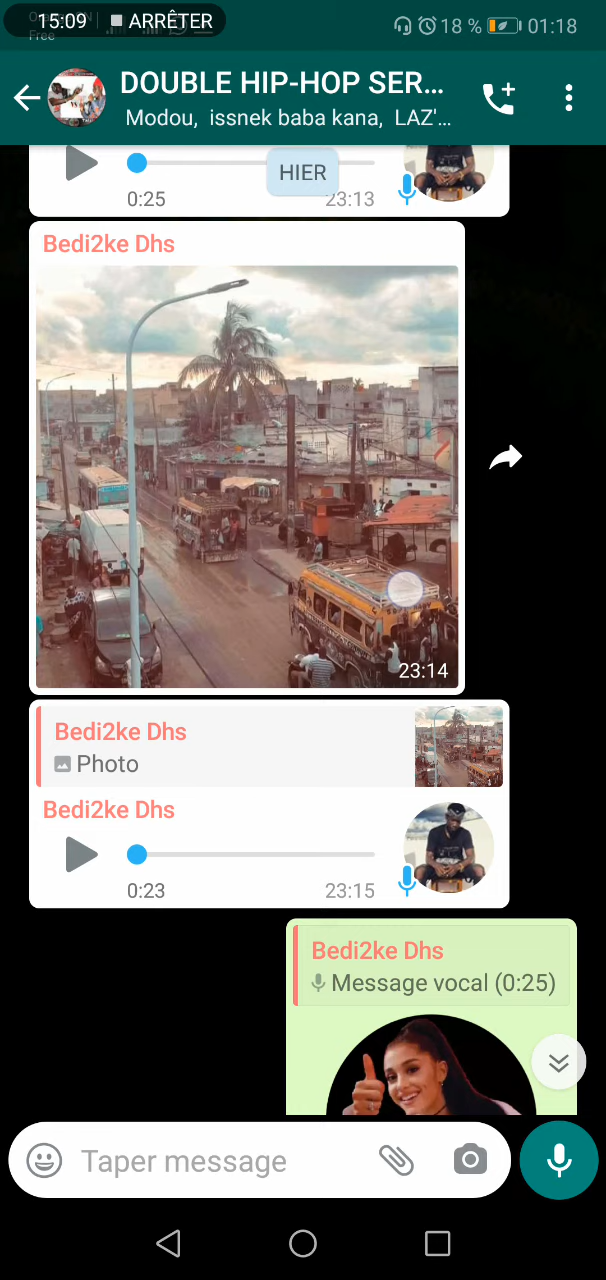 15:09 ARRÊTER
18 % 01:18
Free
DOUBLE HIP-HOP SER...
Modou, issnek baba kana, LAZ'...
HIER
0:25 23:13
Bedi2ke Dhs
23:14
Bedi2ke Dhs
Photo
Bedi2ke Dhs
0:23 23:15
Bedi2ke Dhs
Message vocal (0:25)
Taper message